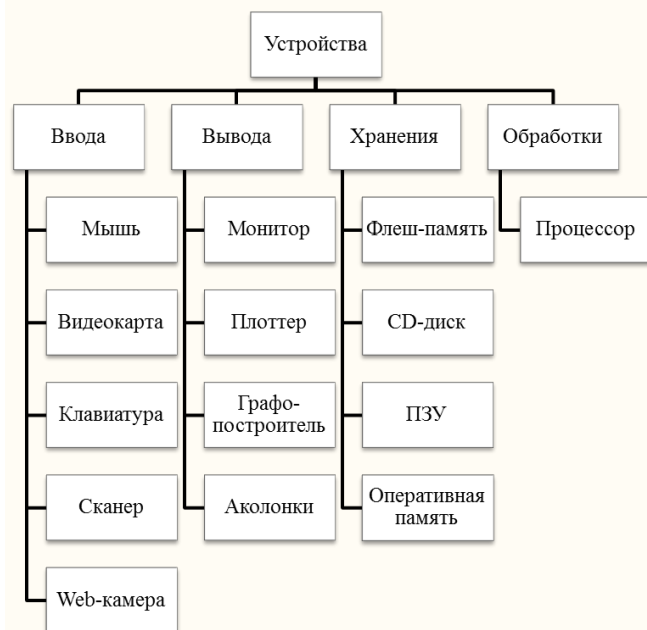 Устройства
Ввода
Вывода
Хранения
Обработки
Мышь
Монитор
Флеш-память
Процессор
Видеокарта
Плоттер
CD-диск
Клавиатура
Графо-
построитель
ПЗУ
Сканер
Аколонки
Оперативная
память
Web-камера